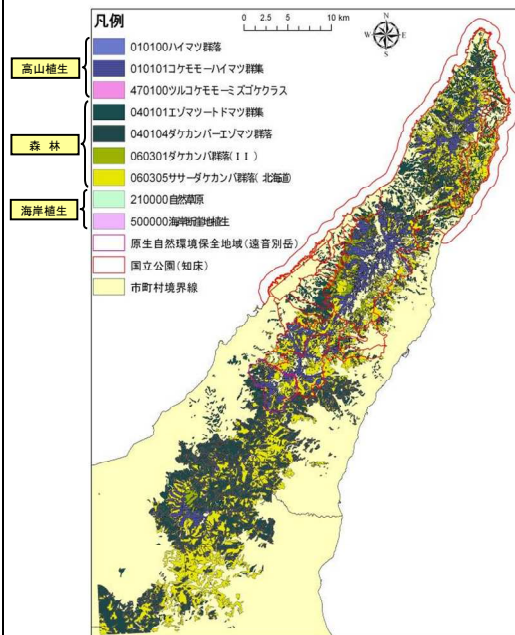 凡例
0 2.5 5 10 km
N
W E
S
高山植生
010100ハイマツ群落
010101コケモモーハイマツ群集
470100ツルコケモモーミズゴケクラス
森林
040101エゾマツートドマツ群集
040104ダケカンバーエゾマツ群落
060301ダケカンバ群落(II)
060305ササーダケカンバ群落(北海道)
海岸植生
210000自然草原
500000海岸断崖地植生
原生自然環境保全地域(遠音別岳)
国立公園(知床)
市町村境界線